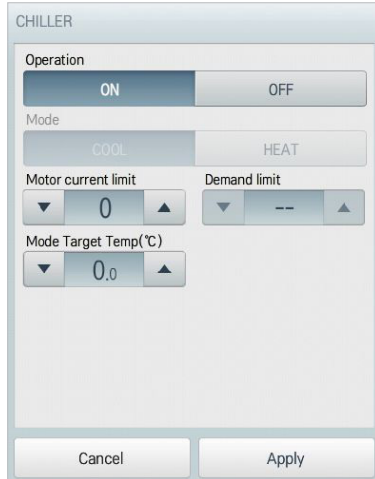 CHILLER
Operation
ON OFF
Mode
COOL HEAT
Motor current limit Demand limit
▼ 0 ▲ ▼ -- ▲
Mode Target Temp(℃)
▼ 0.0 ▲
Cancel Apply